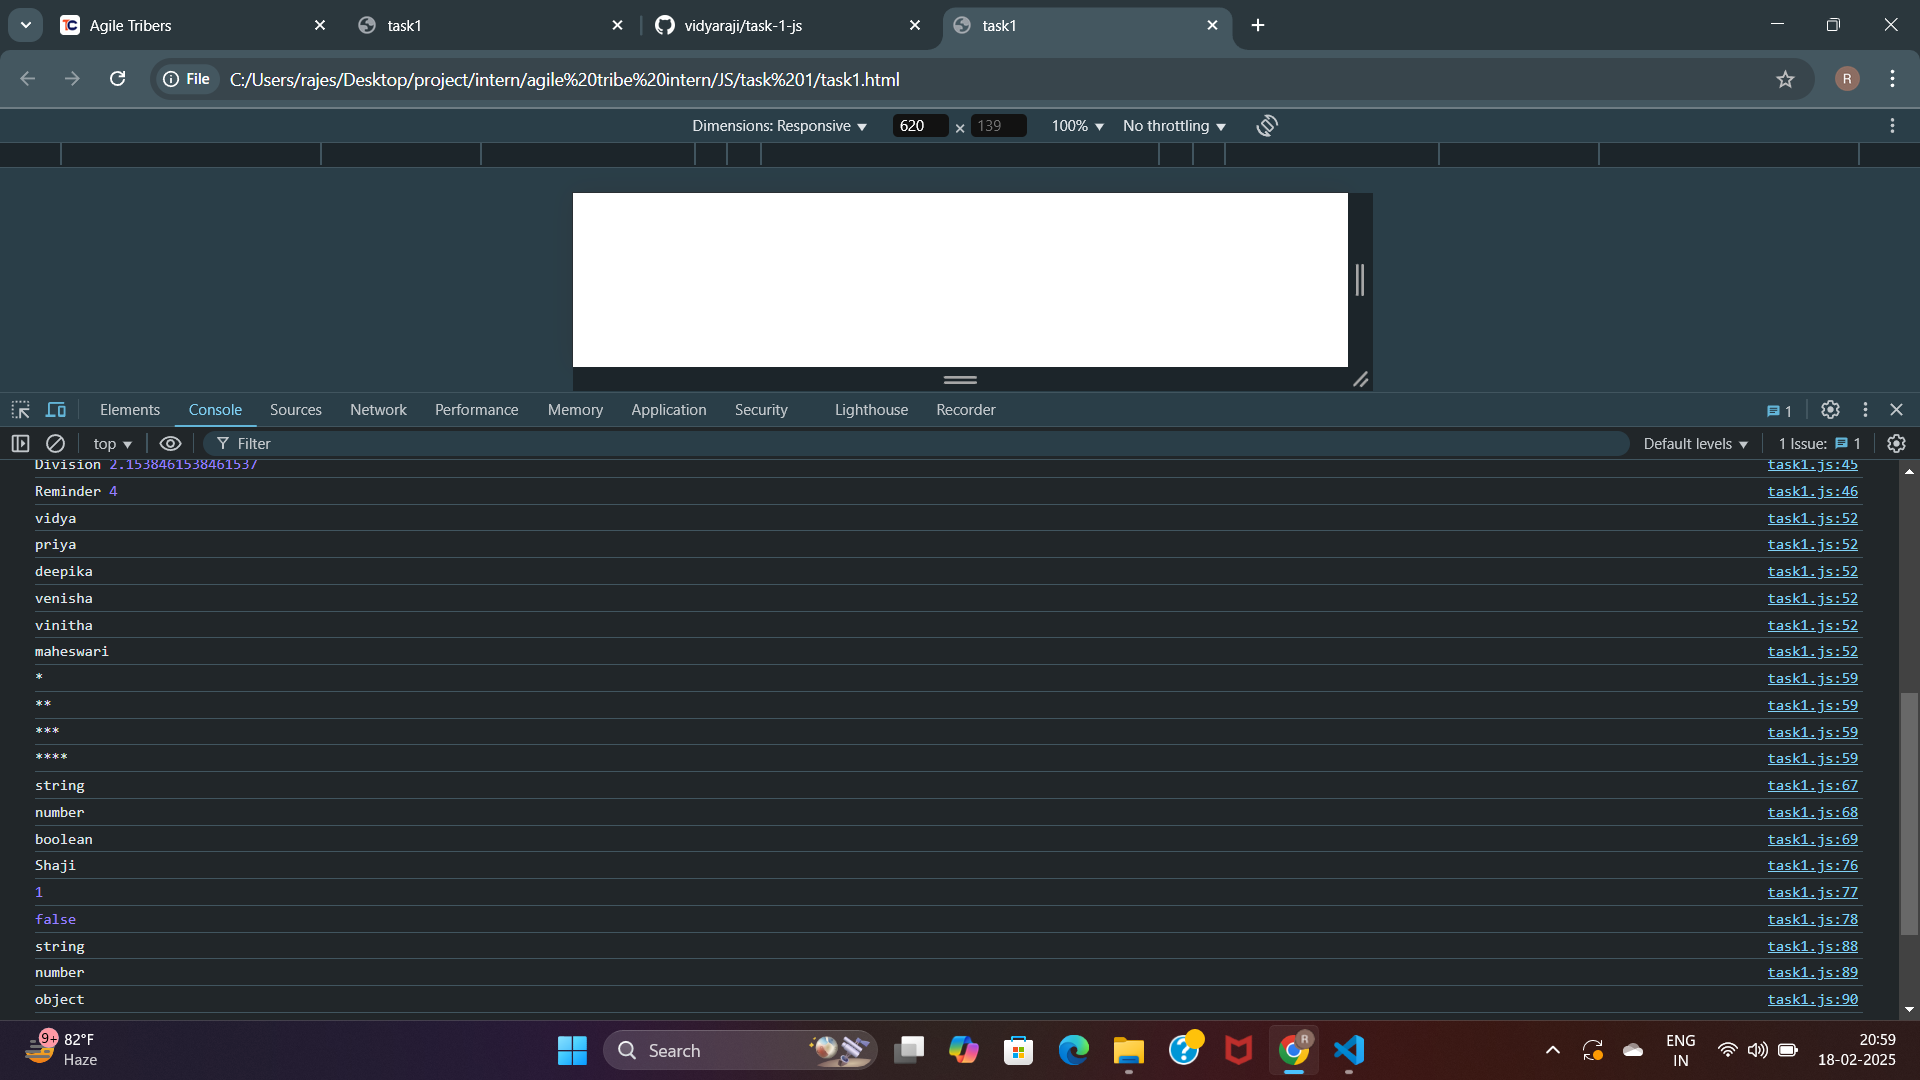 Agile Tribers
task1
vidyaraji/task-1-js
task1
File
C:/Users/rajes/Desktop/project/intern/agile%20tribe%20intern/JS/task%201/task1.html
R
Dimensions: Responsive
620
×
139
100%
No throttling
Elements
Console
Sources
Network
Performance
Memory
Application
Security
Lighthouse
Recorder
1
top
Filter
Default levels
1 Issue:
1
Division 2.1538461538461537 task1.js:45
Reminder 4 task1.js:46
vidya task1.js:52
priya task1.js:52
deepika task1.js:52
venisha task1.js:52
vinitha task1.js:52
maheswari task1.js:52
* task1.js:59
** task1.js:59
*** task1.js:59
**** task1.js:59
string task1.js:67
number task1.js:68
boolean task1.js:69
Shaji task1.js:76
1 task1.js:77
false task1.js:78
string task1.js:88
number task1.js:89
object task1.js:90
9+
82°F
Haze
Search
R
ENG
IN
20:59
18-02-2025